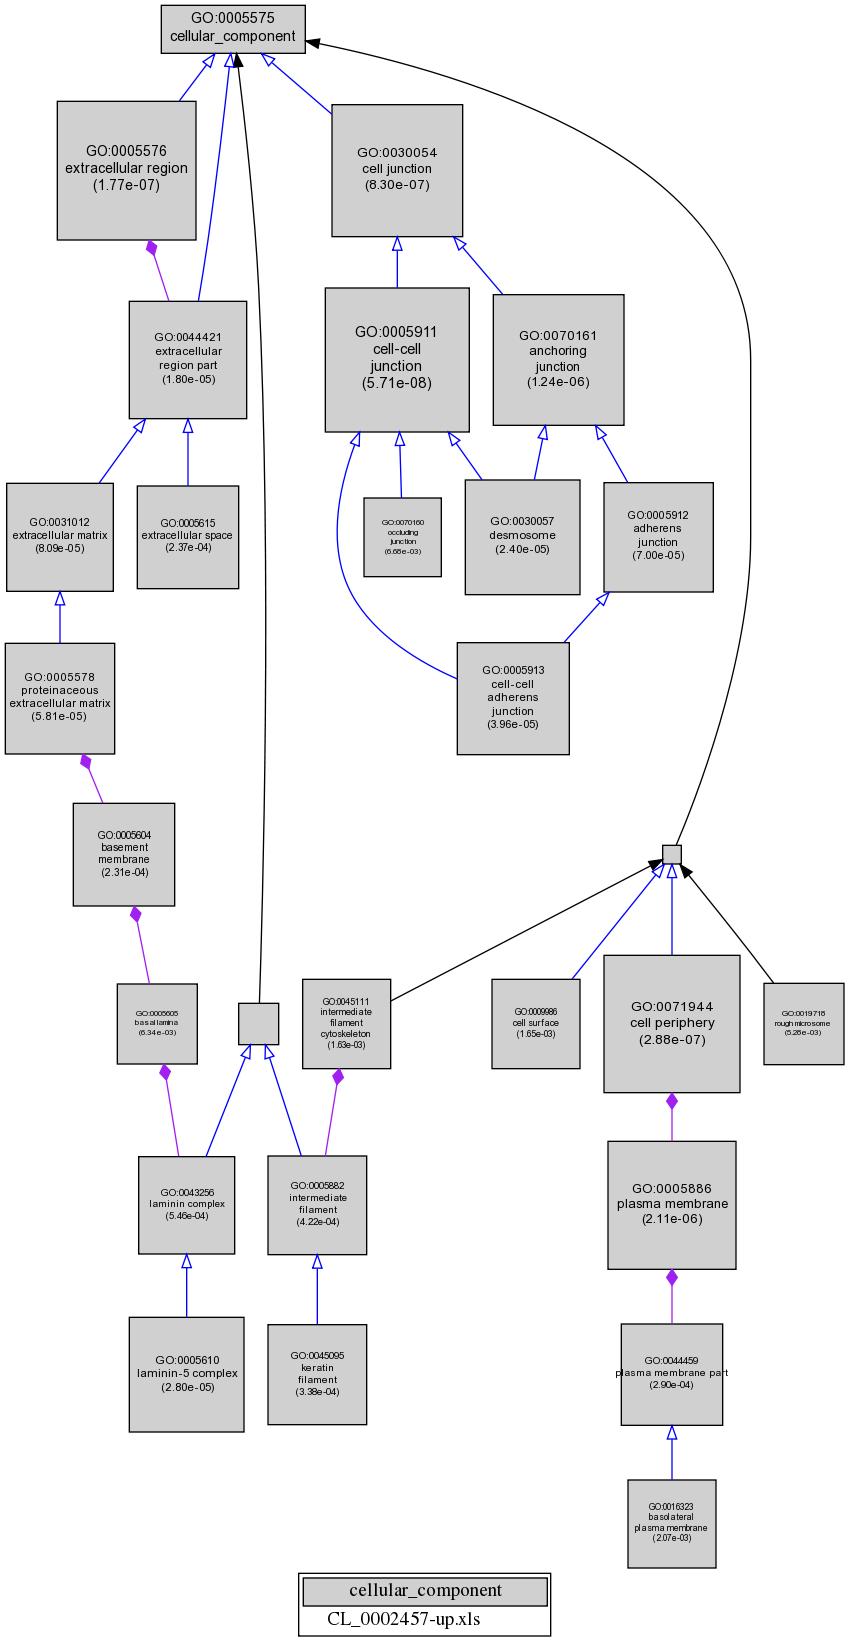 GO:0005575
cellular_component
GO:0005576
extracellular region
(1.77e-07)
GO:0030054
cell junction
(8.30e-07)
GO:0044421
extracellular
region part
(1.80e-05)
GO:0005911
cell-cell
junction
(5.71e-08)
GO:0070161
anchoring
junction
(1.24e-06)
GO:0031012
extracellular matrix
(8.09e-05)
GO:0005615
extracellular space
(2.37e-04)
GO:0070160
occluding
junction
(6.68e-03)
GO:0030057
desmosome
(2.40e-05)
GO:0005912
adherens
junction
(7.00e-05)
GO:0005578
proteinaceous
extracellular matrix
(5.81e-05)
GO:0005913
cell-cell
adherens
junction
(3.96e-05)
GO:0005604
basement
membrane
(2.31e-04)
GO:0005605
basal lamina
(6.34e-03)
GO:0045111
intermediate
filament
cytoskeleton
(1.63e-03)
GO:0009986
cell surface
(1.65e-03)
GO:0071944
cell periphery
(2.88e-07)
GO:0019718
rough microsome
(5.28e-03)
GO:0043256
laminin complex
(5.46e-04)
GO:0005882
intermediate
filament
(4.22e-04)
GO:0005886
plasma membrane
(2.11e-06)
GO:0005610
laminin-5 complex
(2.80e-05)
GO:0045095
keratin
filament
(3.38e-04)
GO:0044459
plasma membrane part
(2.90e-04)
GO:0016323
basolateral
plasma membrane
(2.07e-03)
cellular_component
CL_0002457-up.xls